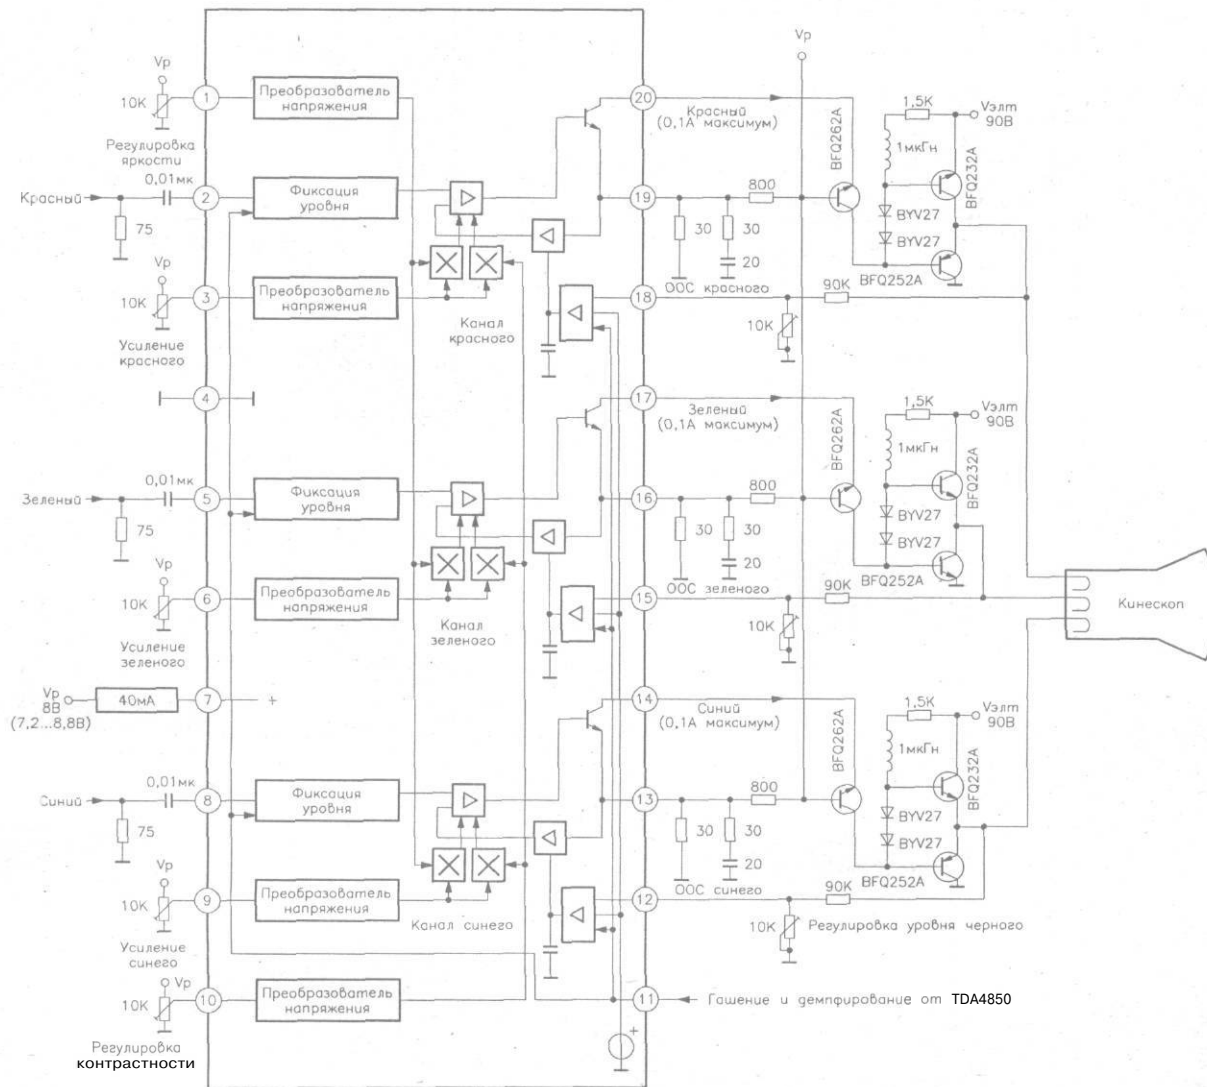 Vp
10K
1
Преобразователь
напряжения
20
Красный
(0,1A максимум)
BFQ262A
1,5K
Vэлт
90В
1мкГн
BFQ232A
Регулировка
яркости
0,01мк
Красный
2
Фиксация
уровня
19
800
BYV27
BYV27
75
30
30
20
BFQ252A
Vp
10K
3
Преобразователь
напряжения
ООС красного
18
90K
10K
Усиление
красного
Канал
красного
4
17
Зеленый
(0,1A максимум)
BFQ262A
1,5K
Vэлт
90В
1мкГн
BFQ232A
0,01мк
Зеленый
5
Фиксация
уровня
16
800
BYV27
BYV27
75
30
30
20
BFQ252A
Vp
10K
6
Преобразователь
напряжения
ООС зеленого
15
90K
10K
Кинескоп
Усиление
зеленого
Канал
зеленого
Vp
8В
(7,2...8,8В)
40мА
7
+
14
Синий
(0,1A максимум)
BFQ262A
1,5K
Vэлт
90В
1мкГн
BFQ232A
0,01мк
Синий
8
Фиксация
уровня
13
800
BYV27
BYV27
75
30
30
20
BFQ252A
Vp
10K
9
Преобразователь
напряжения
ООС синего
12
90K
10K
Регулировка уровня черного
Усиление
синего
Канал синего
Vp
10K
10
Преобразователь
напряжения
11
Гашение и демпфирование от TDA4850
+
Регулировка
контрастности
Vp